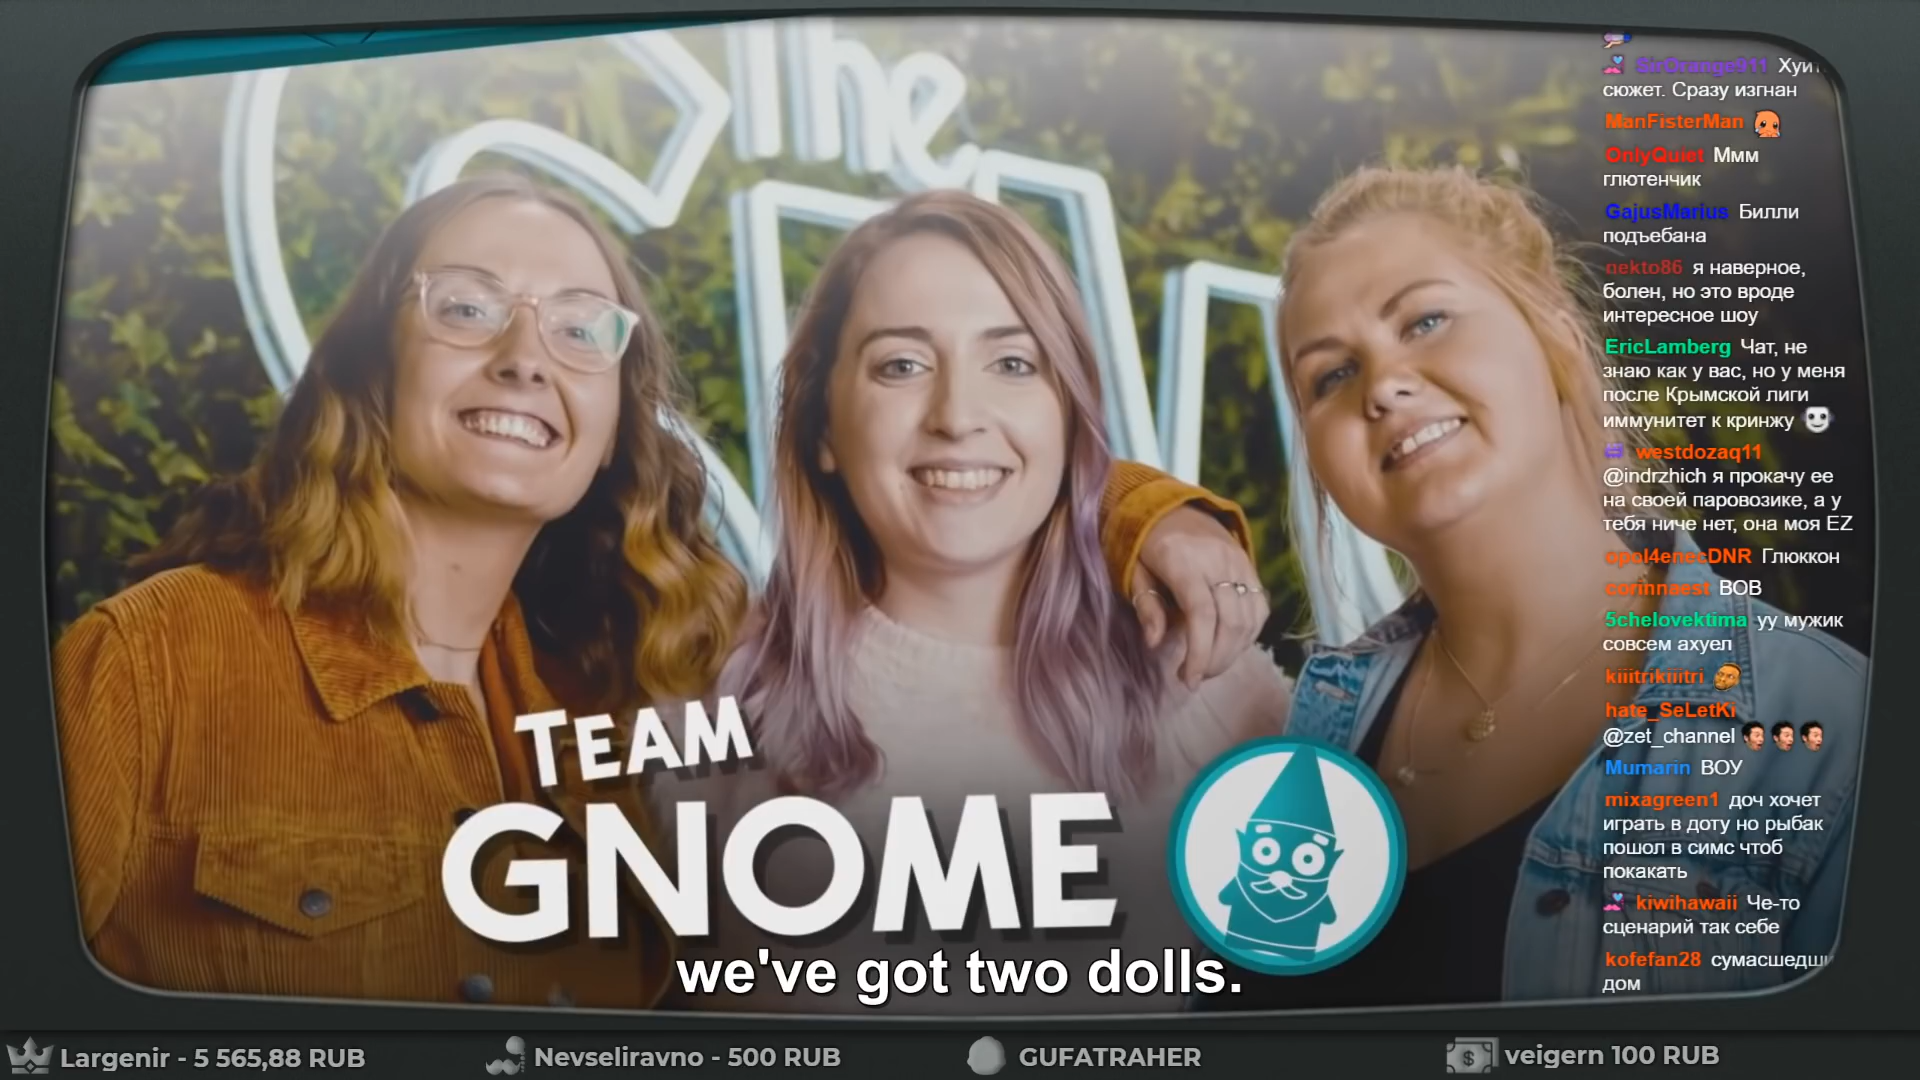 The
TEAM
GNOME
we've got two dolls.
SirOrange911
сюжет. Сразу изгнан
ManFisterMan
OnlyQuiet Ммм
глютенчик
GajusMarius Билли
подъебана
nekto86 я наверное,
болен, но это вроде
интересное шоу
EricLamberg Чат, не
знаю как у вас, но у меня
после Крымской лиги
иммунитет к кринжу
westdozaq11
@indrzhich я прокачу ее
на своей паровозике, а у
тебя ниче нет, она моя EZ
opol4enecDNR Глюккон
corinnaest ВОВ
5chelovektima уу мужик
совсем ахуел
kiiitrikiiitri
hate_SeLetKi
@zet_channel
Mumarin ВОУ
mixagreen1 доч хочет
играть в доту но рыбак
пошол в симс чтоб
покакать
kiwihawaii Че-то
сценарий так себе
kofefan28
дом
Largenir - 5 565,88 RUB
Nevseliravno - 500 RUB
GUFATRAHER
veigern 100 RUB